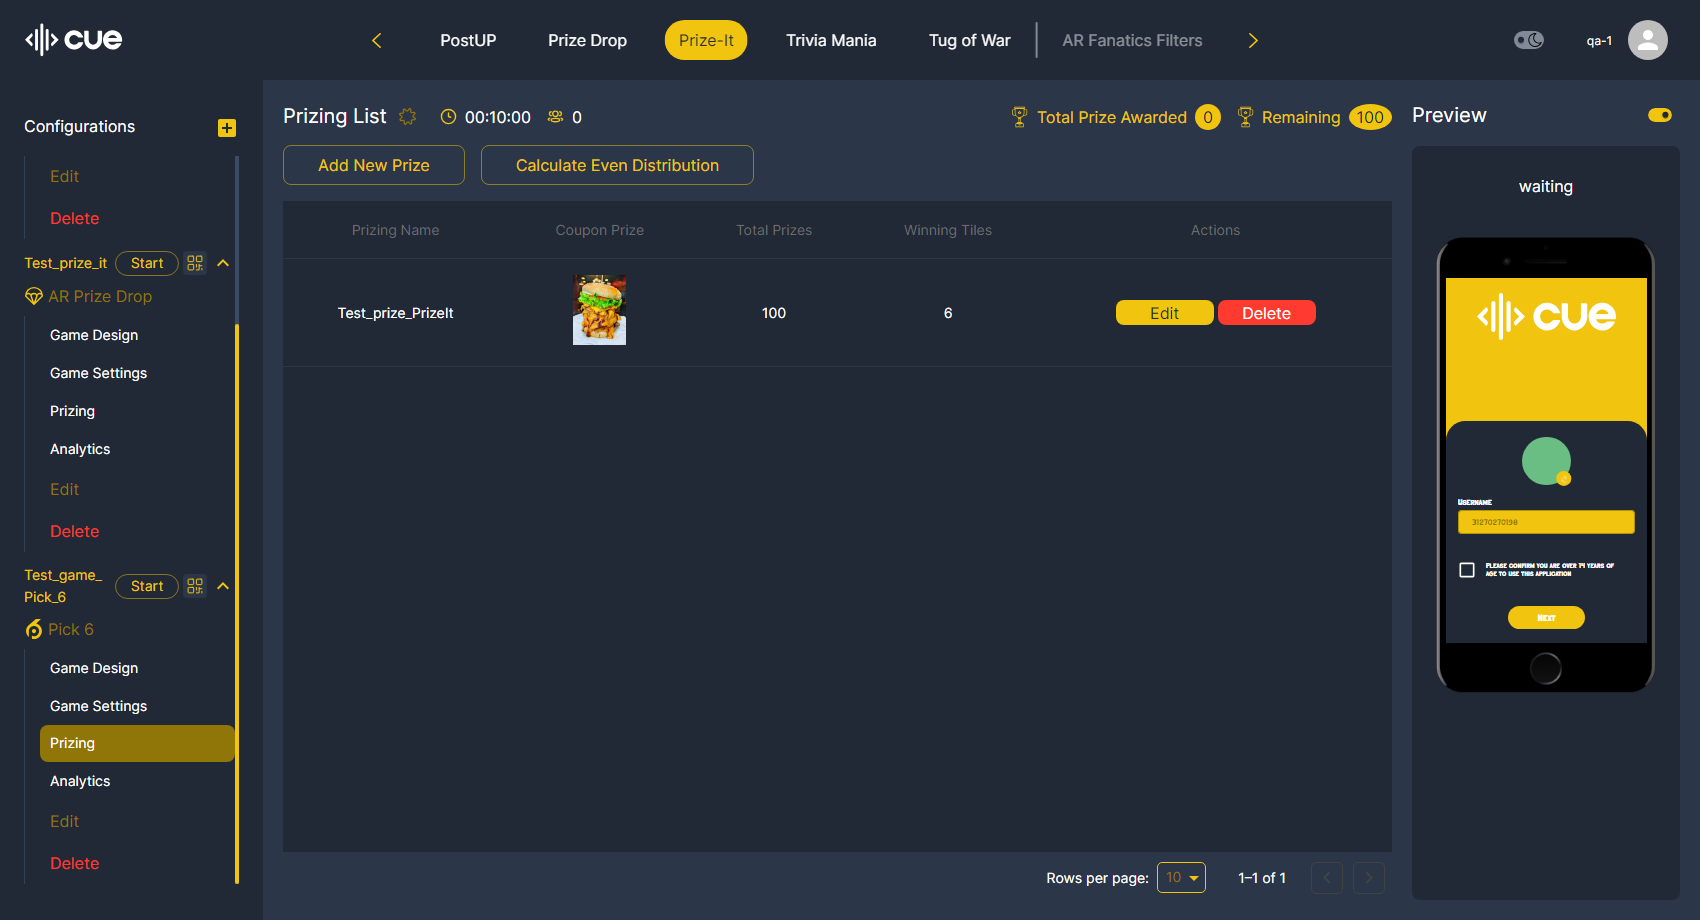 cue
PostUP
Prize Drop
Prize-It
Trivia Mania
Tug of War
AR Fanatics Filters
qa-1
Configurations
Edit
Delete
Test_prize_it
Start
AR Prize Drop
Game Design
Game Settings
Prizing
Analytics
Edit
Delete
Test_game_
Pick_6
Start
Pick 6
Game Design
Game Settings
Prizing
Analytics
Edit
Delete
Prizing List
00:10:00
0
Total Prize Awarded 0
Remaining 100
Add New Prize
Calculate Even Distribution
Prizing Name
Coupon Prize
Total Prizes
Winning Tiles
Actions
Test_prize_PrizeIt
100
6
Edit
Delete
Rows per page: 10
1–1 of 1
Preview
waiting
cue
Username
31270270198
Please confirm you are over 14 years of
age to use this application
Next